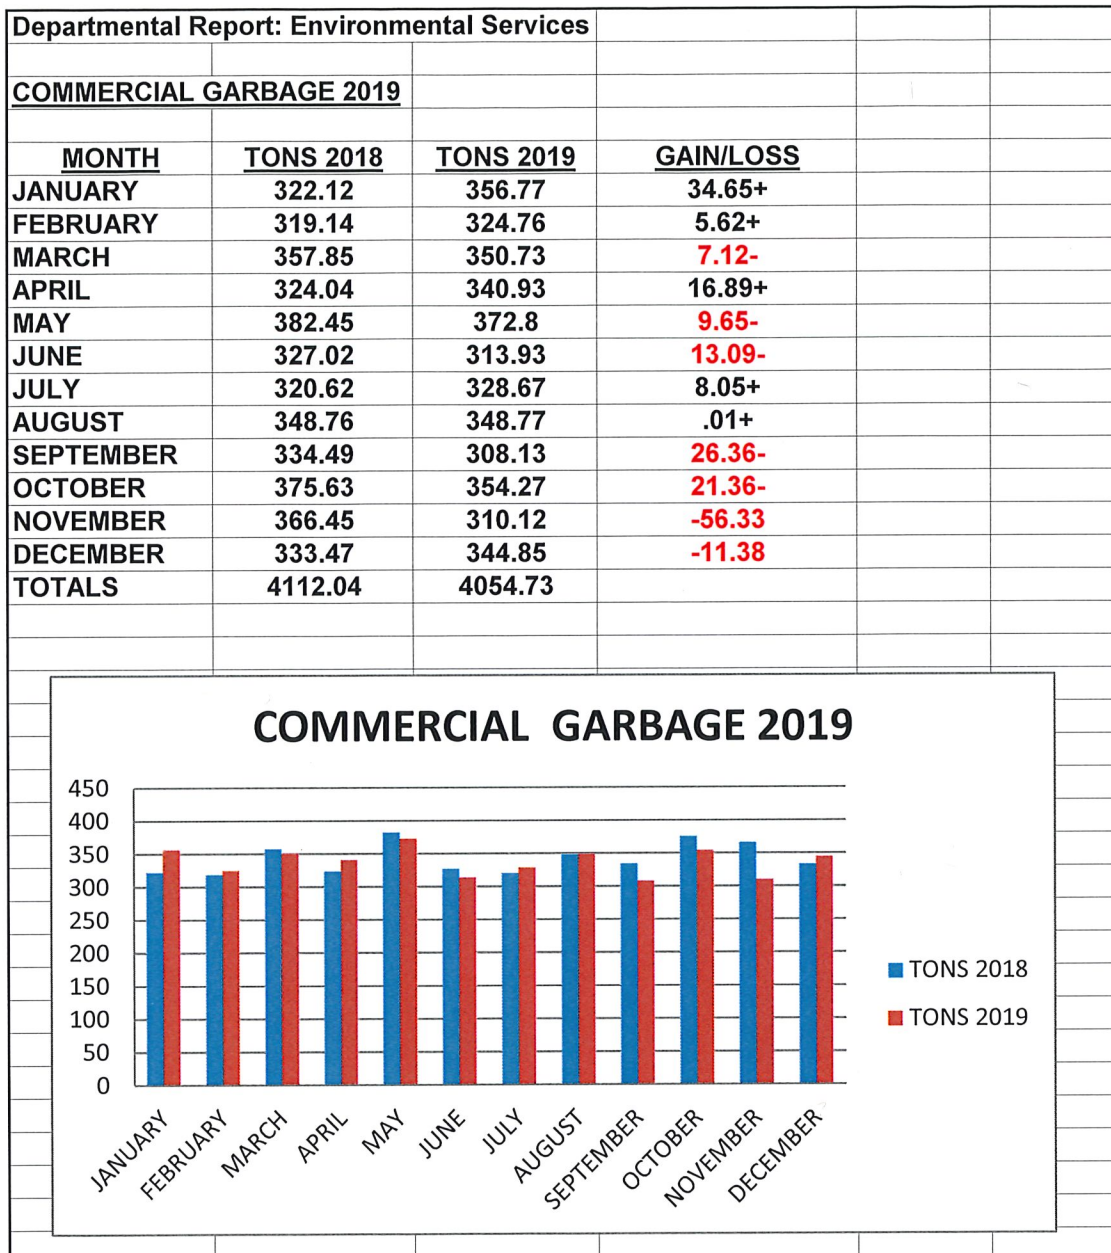 Departmental Report: Environmental Services
COMMERCIAL GARBAGE 2019
MONTH TONS 2018 TONS 2019 GAIN/LOSS
JANUARY 322.12 356.77 34.65+
FEBRUARY 319.14 324.76 5.62+
MARCH 357.85 350.73 7.12-
APRIL 324.04 340.93 16.89+
MAY 382.45 372.8 9.65-
JUNE 327.02 313.93 13.09-
JULY 320.62 328.67 8.05+
AUGUST 348.76 348.77 .01+
SEPTEMBER 334.49 308.13 26.36-
OCTOBER 375.63 354.27 21.36-
NOVEMBER 366.45 310.12 -56.33
DECEMBER 333.47 344.85 -11.38
TOTALS 4112.04 4054.73
COMMERCIAL GARBAGE 2019
450
400
350
300
250
200
150
100
50
0
JANUARY
FEBRUARY
MARCH
APRIL
MAY
JUNE
JULY
AUGUST
SEPTEMBER
OCTOBER
NOVEMBER
DECEMBER
TONS 2018
TONS 2019